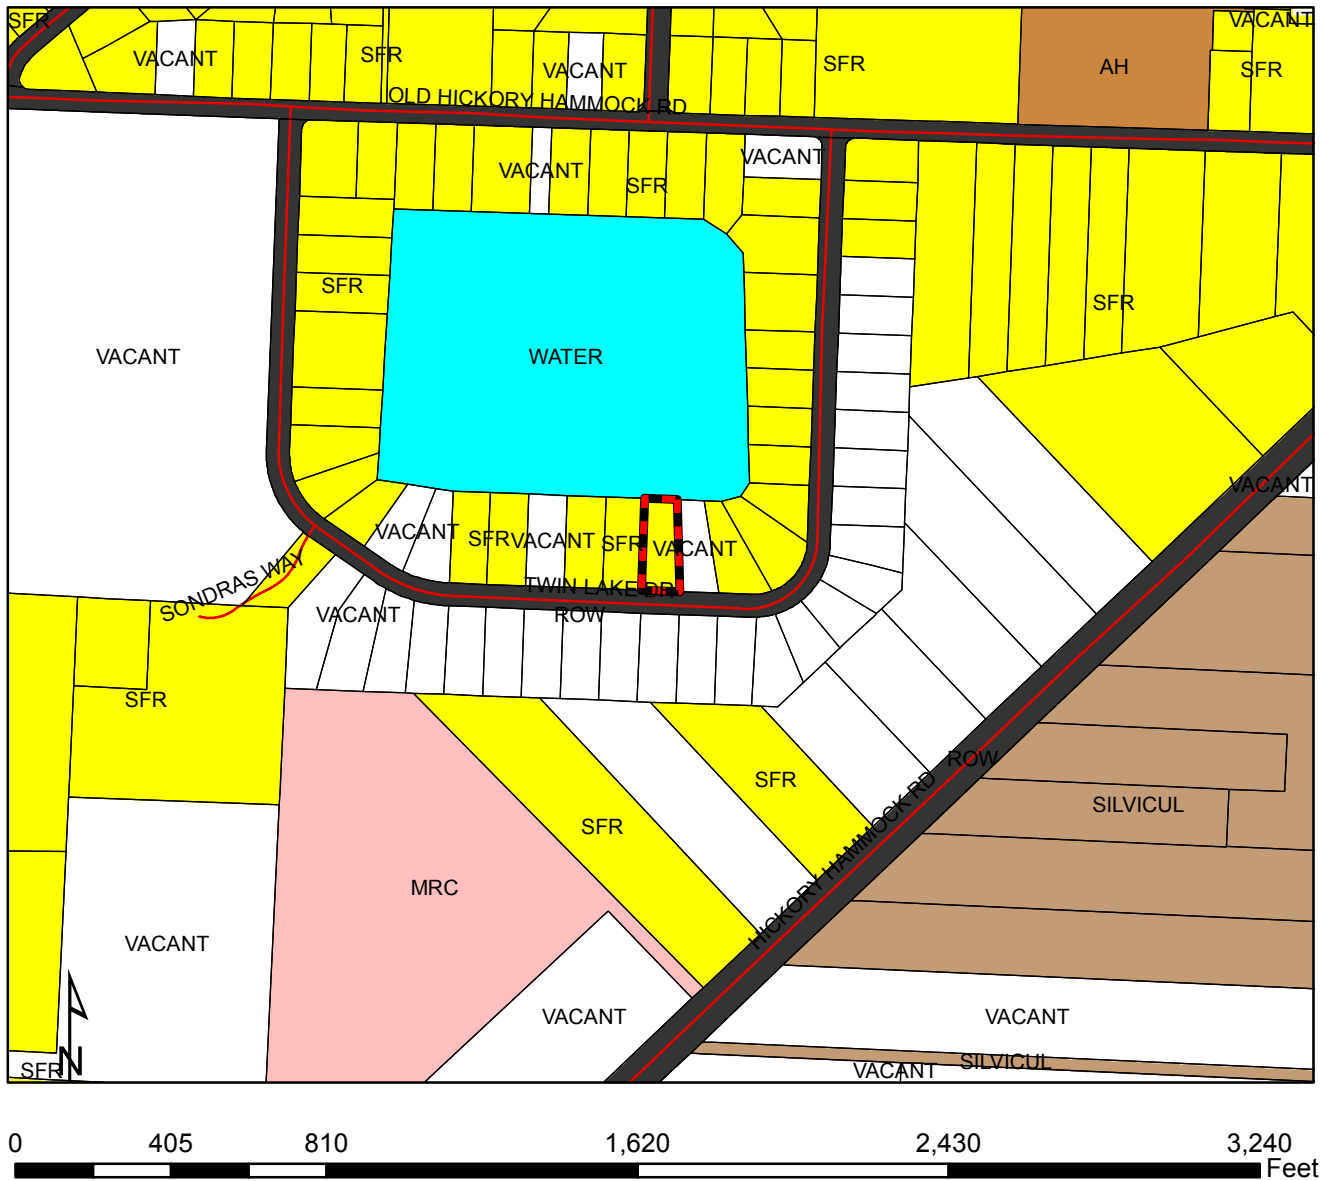 SFR
VACANT
VACANT
SFR
VACANT
SFR
AH
SFR
OLD HICKORY HAMMOCK RD
VACANT
VACANT
SFR
SFR
SFR
VACANT
WATER
VACANT
VACANT
SFR
VACANT
SFR
VACANT
SONDRAS WAY
TWIN LAKE DR
VACANT
ROW
SFR
ROW
SFR
HICKORY HAMMOCK RD
SILVICUL
SFR
MRC
VACANT
VACANT
VACANT
N
SFR
SILVICUL
VACANT
0 405 810 1,620 2,430 3,240
Feet